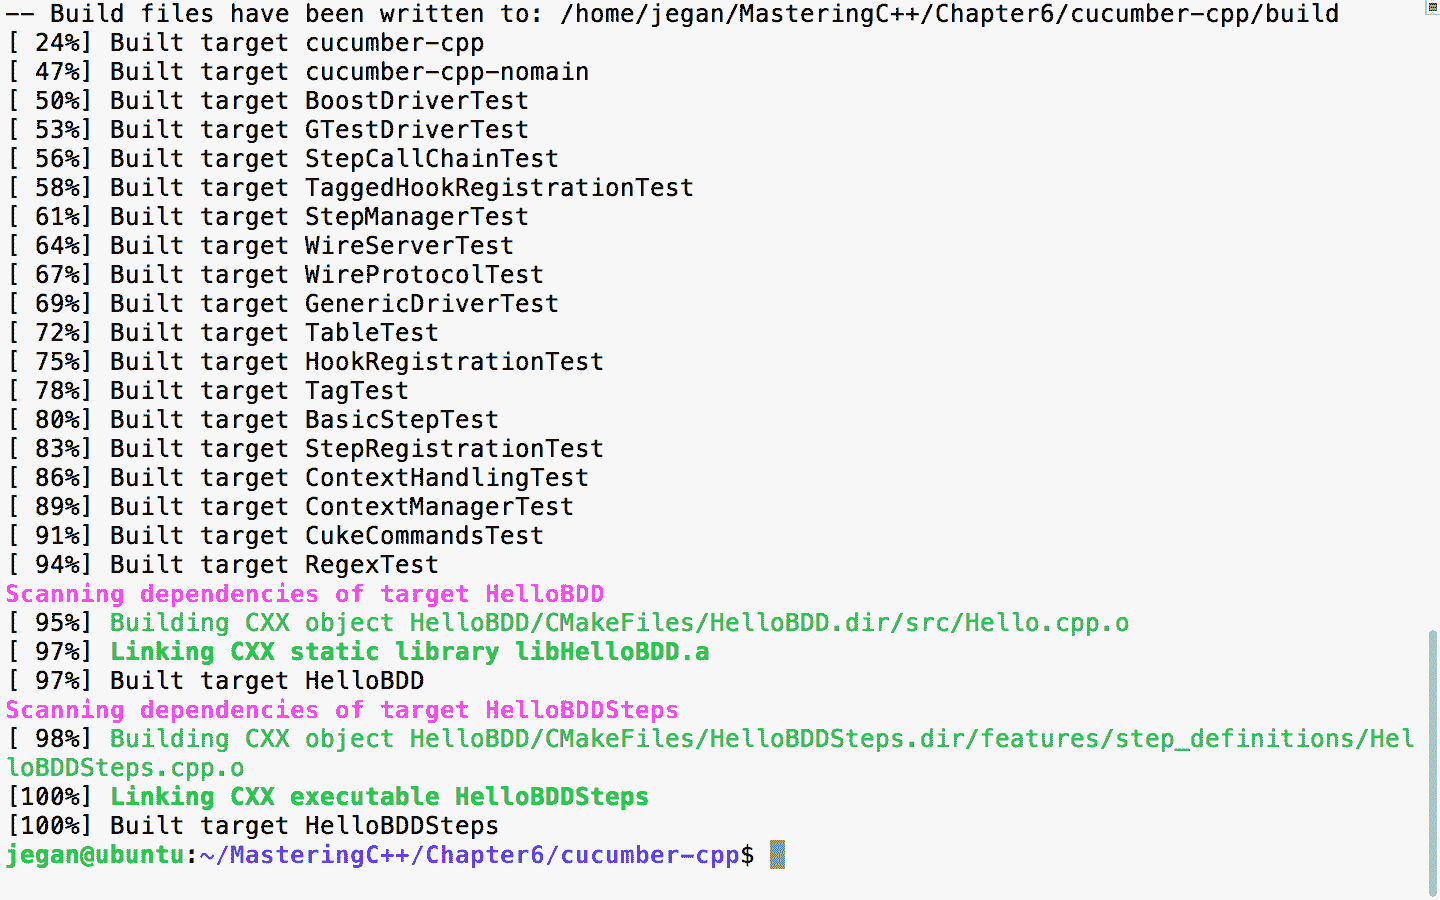 -- Build files have been written to: /home/jegan/MasteringC++/Chapter6/cucumber-cpp/build
[ 24%] Built target cucumber-cpp
[ 47%] Built target cucumber-cpp-nomain
[ 50%] Built target BoostDriverTest
[ 53%] Built target GTestDriverTest
[ 56%] Built target StepCallChainTest
[ 58%] Built target TaggedHookRegistrationTest
[ 61%] Built target StepManagerTest
[ 64%] Built target WireServerTest
[ 67%] Built target WireProtocolTest
[ 69%] Built target GenericDriverTest
[ 72%] Built target TableTest
[ 75%] Built target HookRegistrationTest
[ 78%] Built target TagTest
[ 80%] Built target BasicStepTest
[ 83%] Built target StepRegistrationTest
[ 86%] Built target ContextHandlingTest
[ 89%] Built target ContextManagerTest
[ 91%] Built target CukeCommandsTest
[ 94%] Built target RegexTest
Scanning dependencies of target HelloBDD
[ 95%] Building CXX object HelloBDD/CMakeFiles/HelloBDD.dir/src/Hello.cpp.o
[ 97%] Linking CXX static library libHelloBDD.a
[ 97%] Built target HelloBDD
Scanning dependencies of target HelloBDDSteps
[ 98%] Building CXX object HelloBDD/CMakeFiles/HelloBDDSteps.dir/features/step_definitions/Hel
loBDDSteps.cpp.o
[100%] Linking CXX executable HelloBDDSteps
[100%] Built target HelloBDDSteps
jegan@ubuntu:~/MasteringC++/Chapter6/cucumber-cpp$